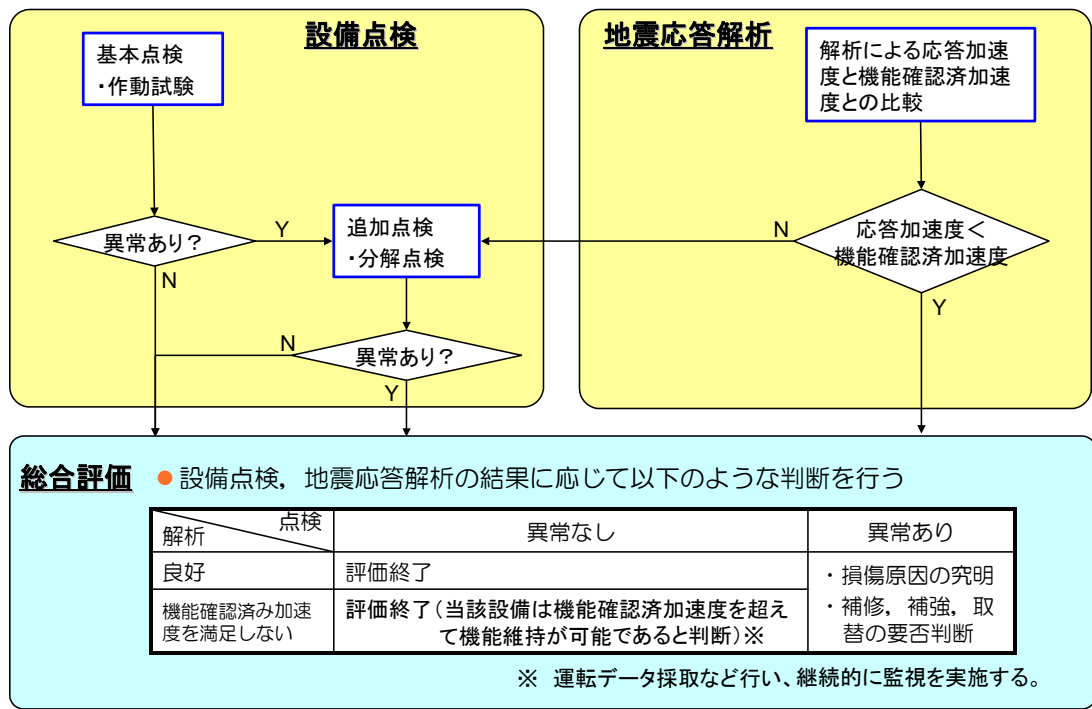 設備点検
基本点検
・作動試験
異常あり？
Y
N
追加点検
・分解点検
異常あり？
N
Y
地震応答解析
解析による応答加速
度と機能確認済加速
度との比較
応答加速度＜
機能確認済加速度
N
Y
総合評価
●設備点検，地震応答解析の結果に応じて以下のような判断を行う
点検
解析
異常なし
異常あり
良好
評価終了
・損傷原因の究明
・補修，補強，取
替の要否判断
機能確認済み加速
度を満足しない
評価終了（当該設備は機能確認済加速度を超え
て機能維持が可能であると判断）※
※　運転データ採取など行い、継続的に監視を実施する。